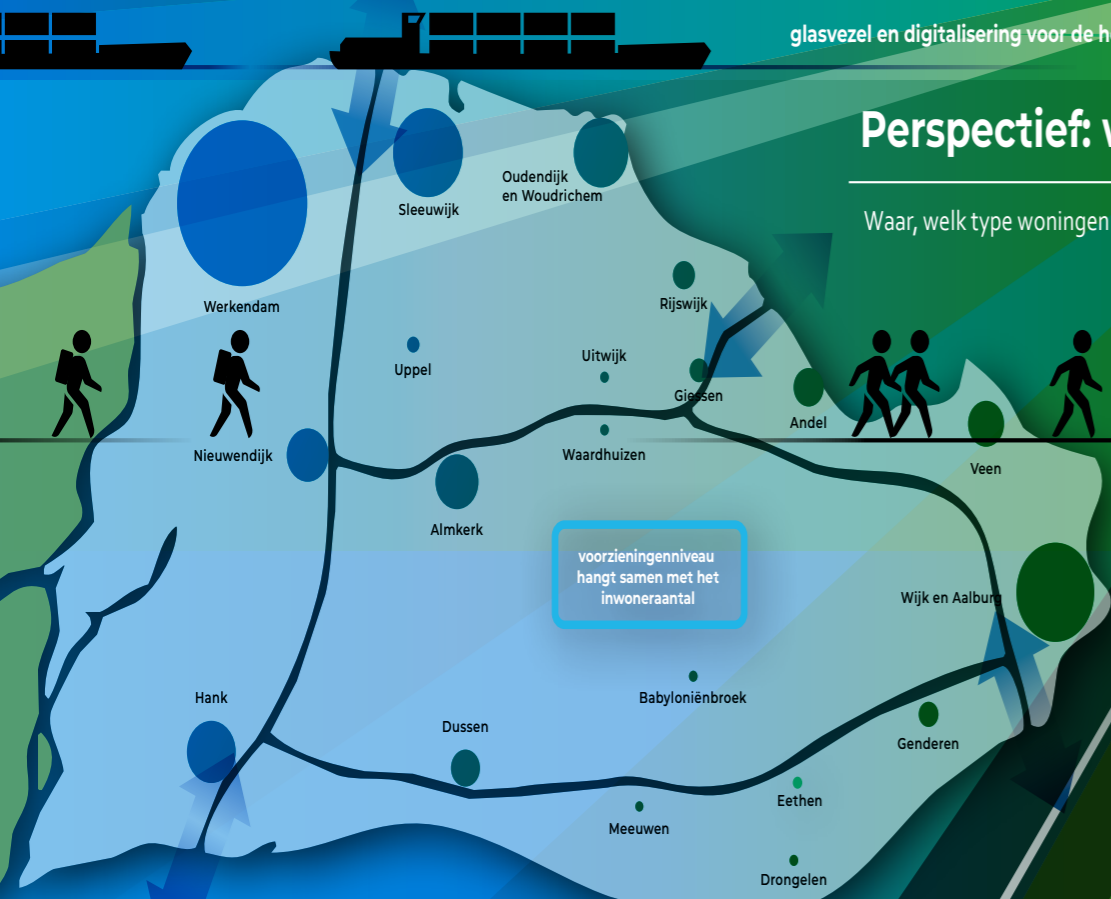 glasvezel en digitalisering voor de
Perspectief:
Waar, welk type woningen
Oudendijk
en Woudrichem
Sleeuwijk
Rijswijk
Werkendam
Uitwijk
Uppel
Giessen
Andel
Nieuwendijk
Waardhuizen
Veen
Almkerk
voorzieningenniveau
hangt samen met het
inwoneraantal
Wijk en Aalburg
Hank
Babyloniënbroek
Dussen
Genderen
Eethen
Meeuwen
Drongelen